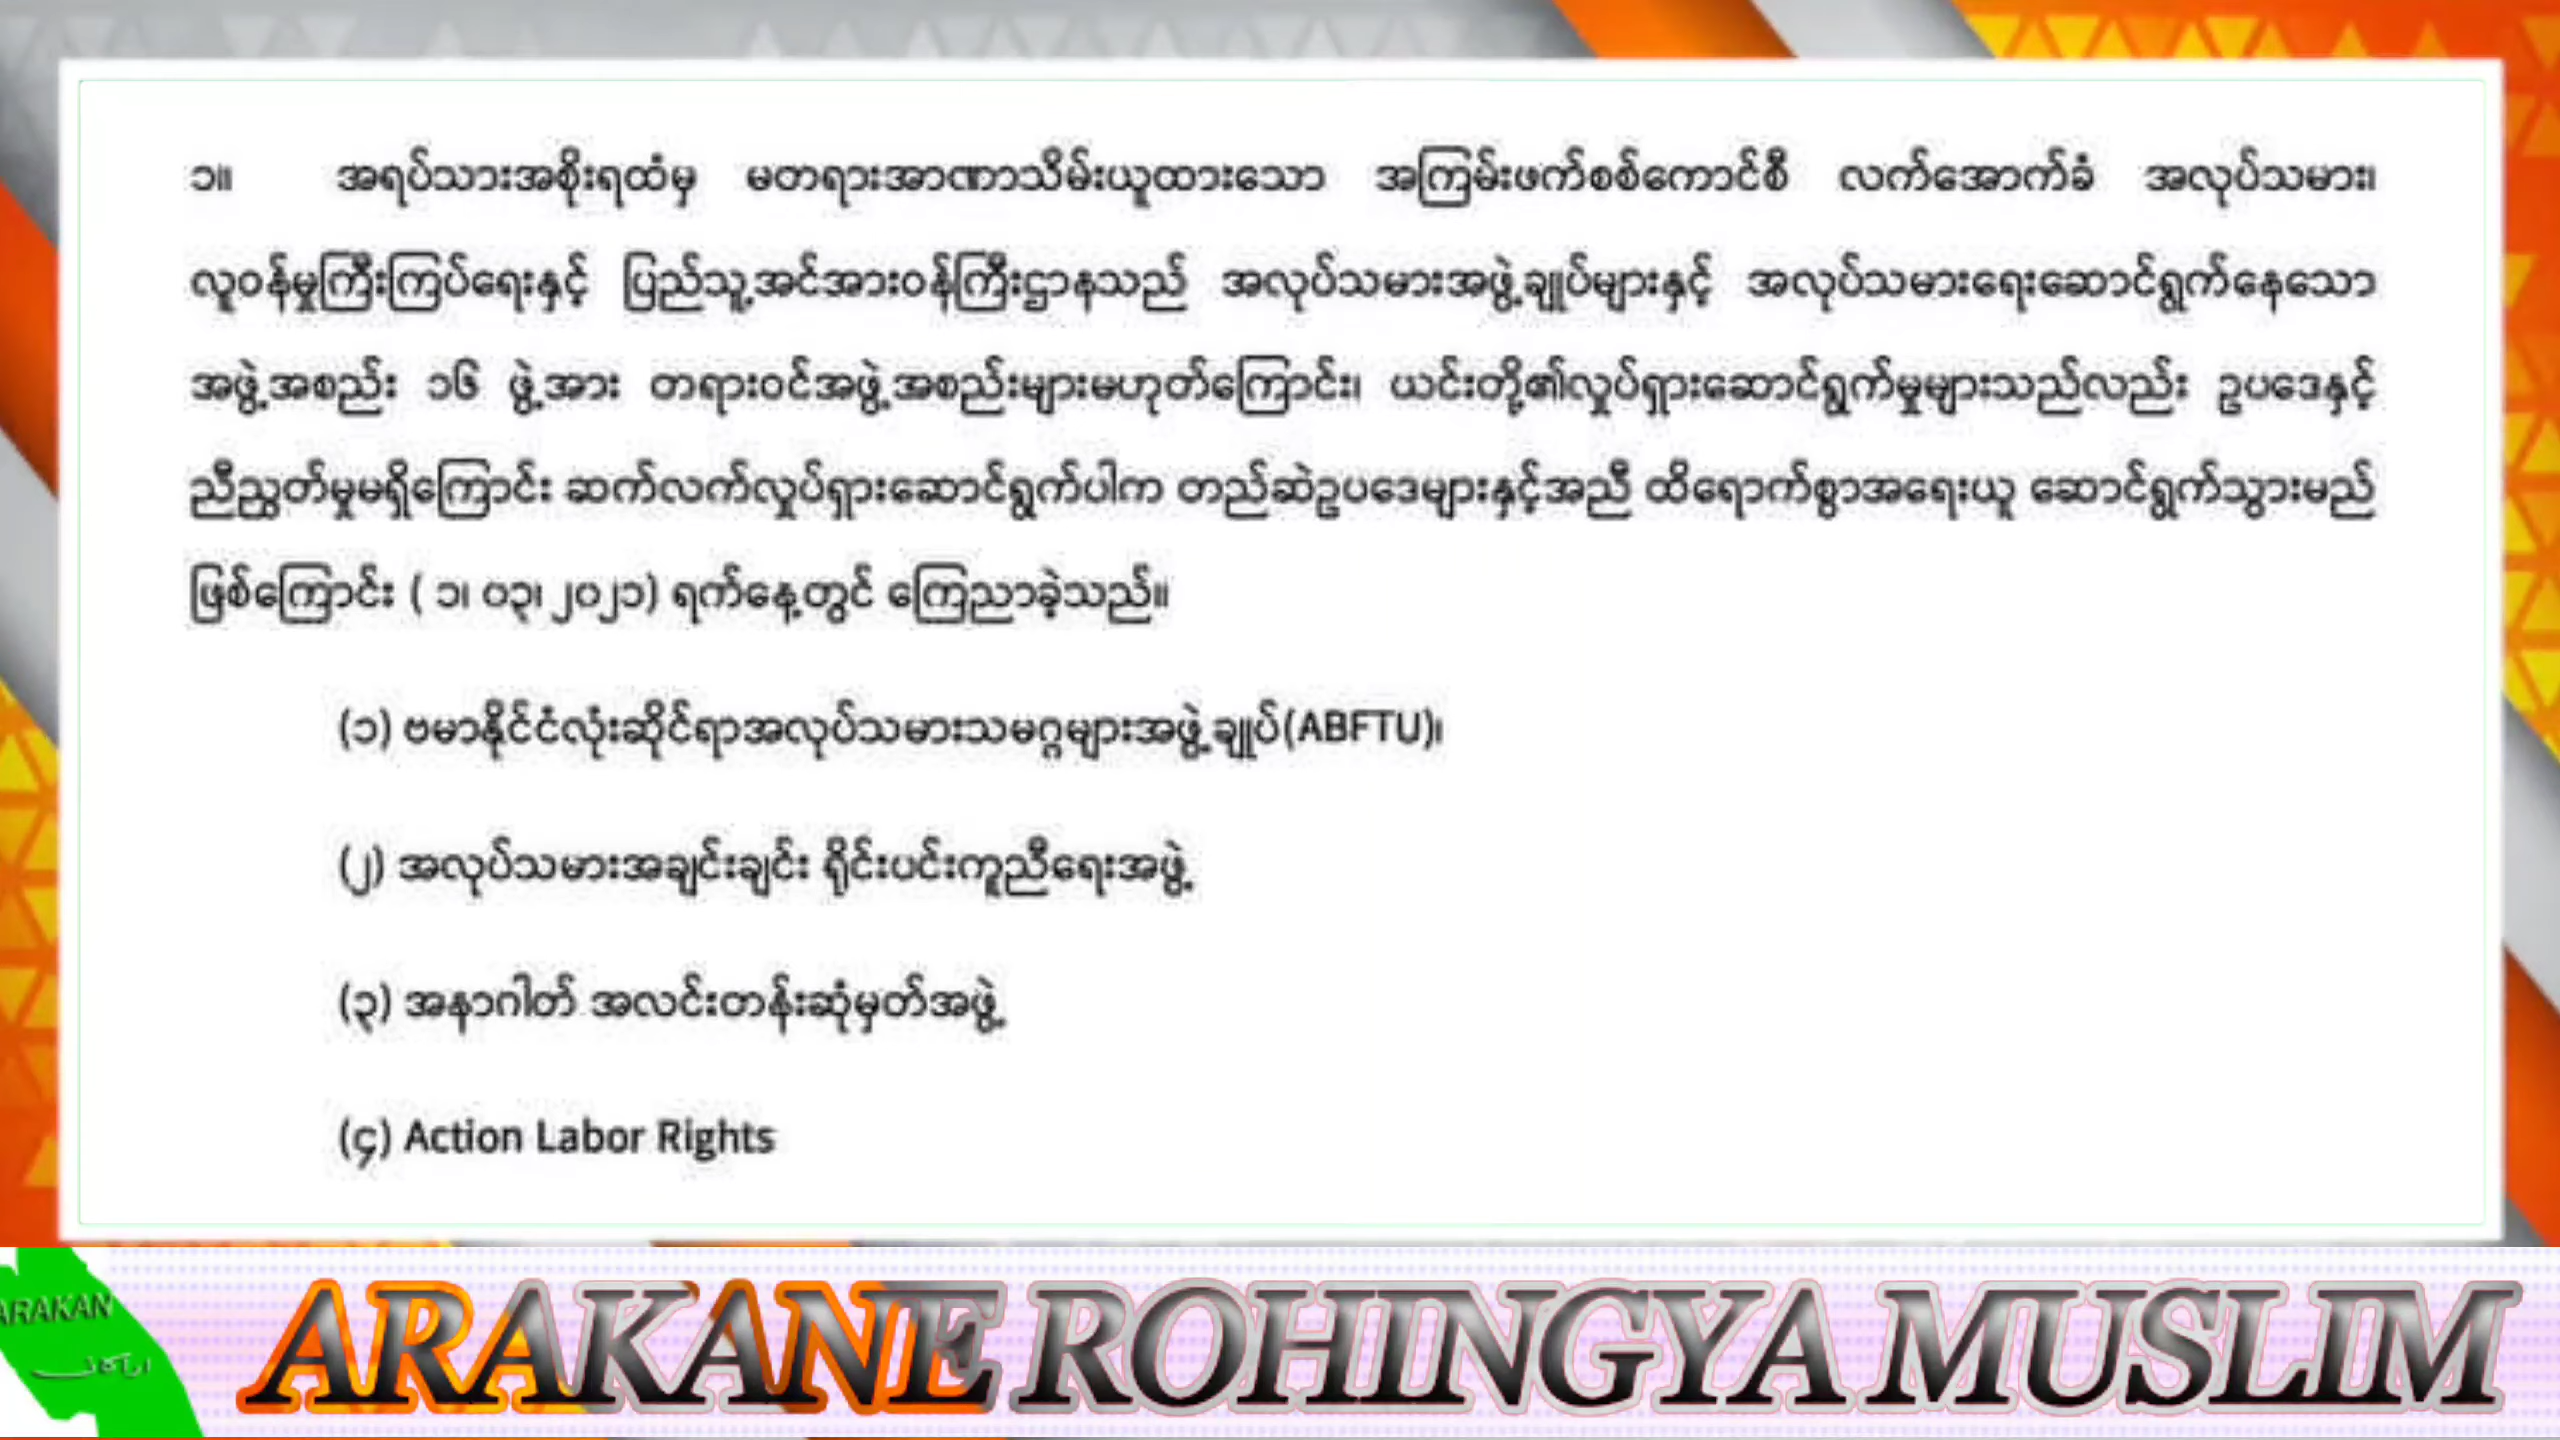 ၁။ အရပ်သားအစိုးရထံမှ မတရားအာဏာသိမ်းယူထားသော အကြမ်းဖက်စစ်ကောင်စီ လက်အောက်ခံ အလုပ်သမား၊
လူဝန်မှုကြီးကြပ်ရေးနှင့် ပြည်သူ့အင်အားဝန်ကြီးဌာနသည် အလုပ်သမားအဖွဲ့ချုပ်များနှင့် အလုပ်သမားရေးဆောင်ရွက်နေသော
အဖွဲ့အစည်း ၁၆ ဖွဲ့အား တရားဝင်အဖွဲ့အစည်းများမဟုတ်ကြောင်း၊ ယင်းတို့၏လှုပ်ရှားဆောင်ရွက်မှုများသည်လည်း ဥပဒေနှင့်
ညီညွတ်မှုမရှိကြောင်း ဆက်လက်လှုပ်ရှားဆောင်ရွက်ပါက တည်ဆဲဥပဒေများနှင့်အညီ ထိရောက်စွာအရေးယူ ဆောင်ရွက်သွားမည်
ဖြစ်ကြောင်း ( ၁၊ ၀၃၊ ၂၀၂၁) ရက်နေ့တွင် ကြေညာခဲ့သည်။
(၁) ဗမာနိုင်ငံလုံးဆိုင်ရာအလုပ်သမားသမဂ္ဂများအဖွဲ့ချုပ်(ABFTU)၊
(၂) အလုပ်သမားအချင်းချင်း ရိုင်းပင်းကူညီရေးအဖွဲ့
(၃) အနာဂါတ် အလင်းတန်းဆုံမှတ်အဖွဲ့
(၄) Action Labor Rights
ARAKAN
ARAKANE ROHINGYA MUSLIM